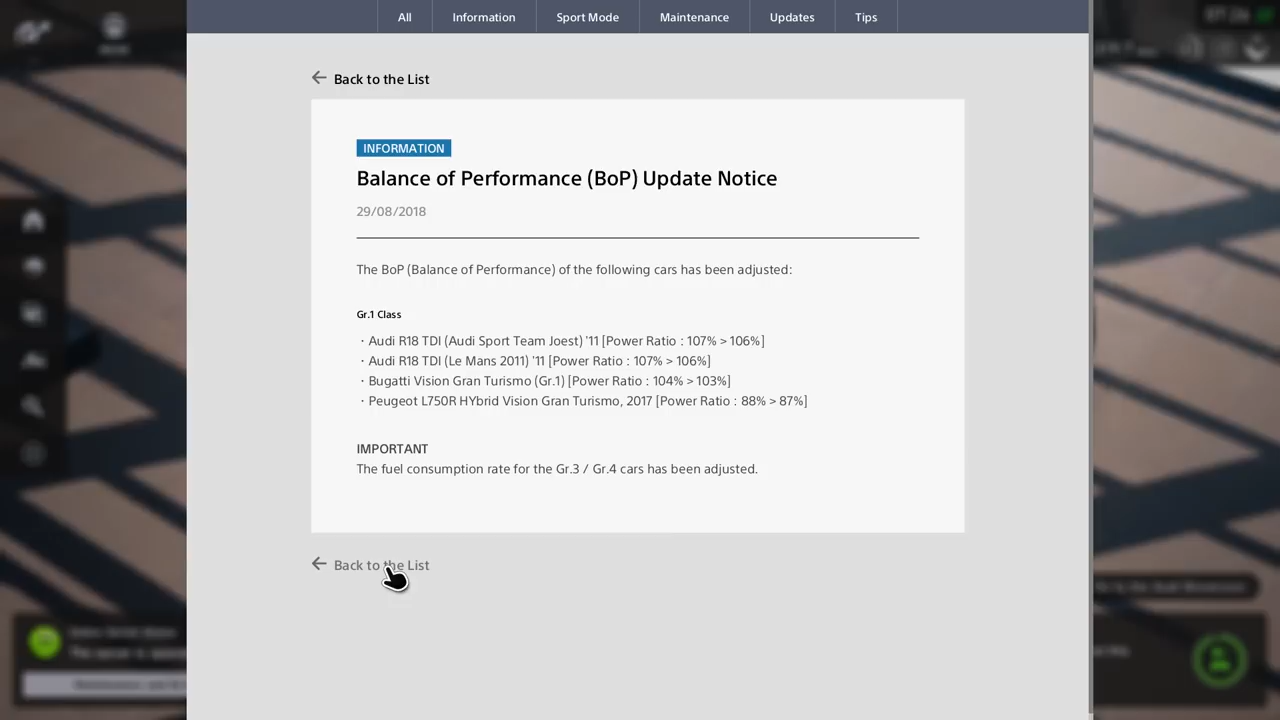 All
Information
Sport Mode
Maintenance
Updates
Tips
Back to the List
INFORMATION
Balance of Performance (BoP) Update Notice
29/08/2018
The BoP (Balance of Performance) of the following cars has been adjusted:
Gr.1 Class
・Audi R18 TDI (Audi Sport Team Joest) '11 [Power Ratio : 107% > 106%]
・Audi R18 TDI (Le Mans 2011) '11 [Power Ratio : 107% > 106%]
・Bugatti Vision Gran Turismo (Gr.1) [Power Ratio : 104% > 103%]
・Peugeot L750R HYbrid Vision Gran Turismo, 2017 [Power Ratio : 88% > 87%]
IMPORTANT
The fuel consumption rate for the Gr.3 / Gr.4 cars has been adjusted.
Back to the List